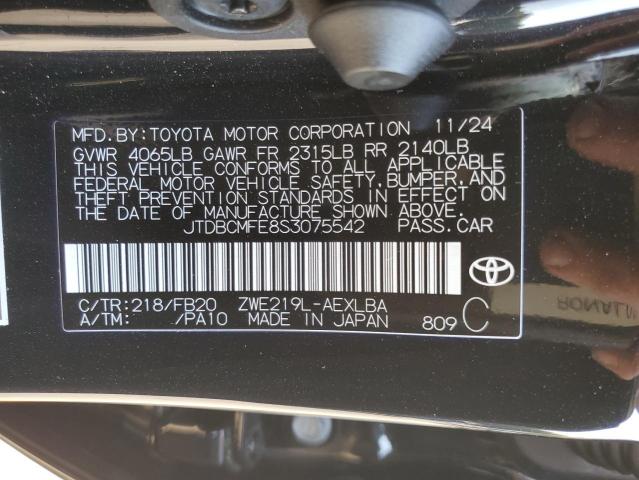 MFD.BY:TOYOTA MOTOR CORPORATION 11/24
GVWR 4065LB GAWR FR 2315LB RR 2140LB
THIS VEHICLE CONFORMS TO ALL APPLICABLE
FEDERAL MOTOR VEHICLE SAFETY,BUMPER,AND
THEFT PREVENTION STANDARDS IN EFFECT ON
THE DATE OF MANUFACTURE SHOWN ABOVE.
JTDBCMFE8S3075542 PASS.CAR
C/TR:218/FB20 ZWE219L-AEXLBA
A/TM: /PA10 MADE IN JAPAN 809 C